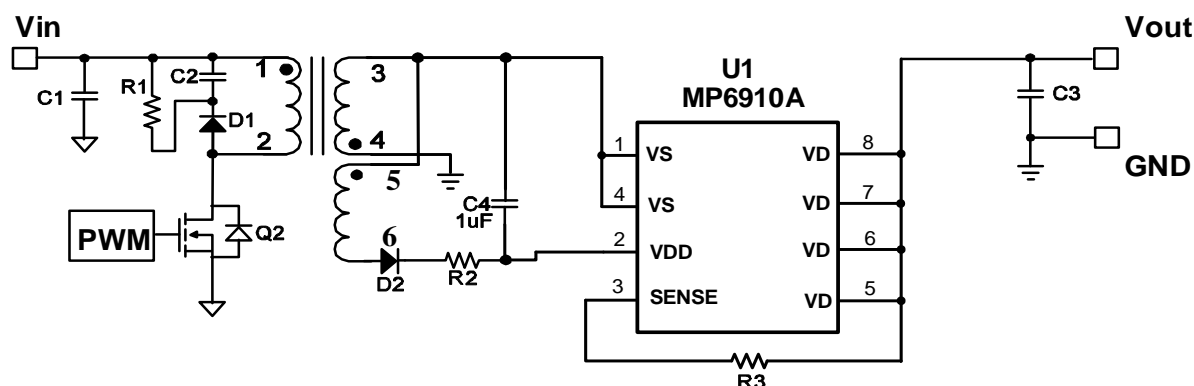 Vin
Vout
U1
MP6910A
1
3
C2
R1
C1
C3
D1
2
4
1
VS
VD
8
GND
5
4
VS
VD
7
C4
1uF
PWM
Q2
6
2
VDD
VD
6
D2
R2
3
SENSE
VD
5
R3